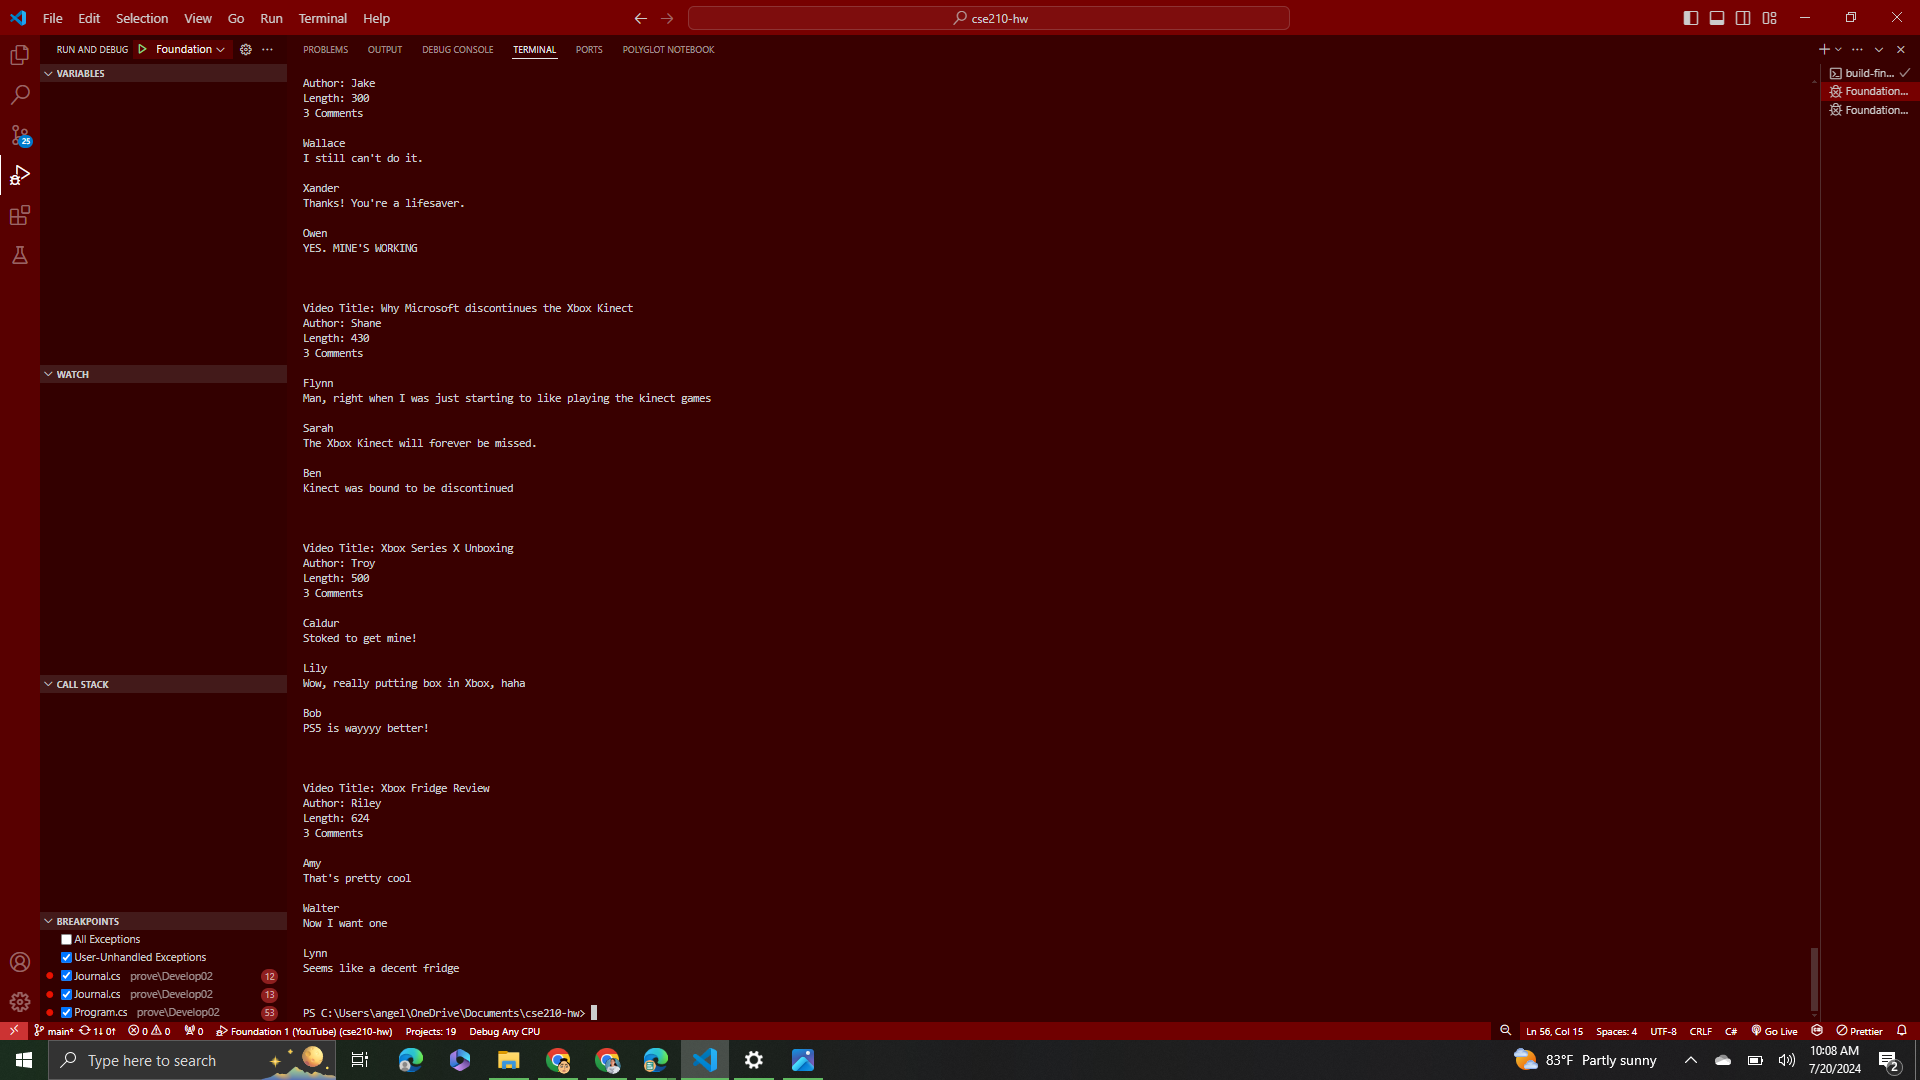 File Edit Selection View Go Run Terminal Help
cse210-hw
RUN AND DEBUG Foundation
PROBLEMS OUTPUT DEBUG CONSOLE TERMINAL PORTS POLYGLOT NOTEBOOK
VARIABLES
WATCH
CALL STACK
BREAKPOINTS
All Exceptions
User-Unhandled Exceptions
Journal.cs prove\Develop02 12
Journal.cs prove\Develop02 13
Program.cs prove\Develop02 53
25
Author: Jake
Length: 300
3 Comments
Wallace
I still can't do it.
Xander
Thanks! You're a lifesaver.
Owen
YES. MINE'S WORKING
Video Title: Why Microsoft discontinues the Xbox Kinect
Author: Shane
Length: 430
3 Comments
Flynn
Man, right when I was just starting to like playing the kinect games
Sarah
The Xbox Kinect will forever be missed.
Ben
Kinect was bound to be discontinued
Video Title: Xbox Series X Unboxing
Author: Troy
Length: 500
3 Comments
Caldur
Stoked to get mine!
Lily
Wow, really putting box in Xbox, haha
Bob
PS5 is wayyyy better!
Video Title: Xbox Fridge Review
Author: Riley
Length: 624
3 Comments
Amy
That's pretty cool
Walter
Now I want one
Lynn
Seems like a decent fridge
PS C:\Users\angel\OneDrive\Documents\cse210-hw>
build-fin...
Foundation...
Foundation...
main* 1↓ 0↑ 0 0 0 Foundation 1 (YouTube) (cse210-hw) Projects: 19 Debug Any CPU
Ln 56, Col 15 Spaces: 4 UTF-8 CRLF C# Go Live Prettier
Type here to search
83°F Partly sunny
10:08 AM
7/20/2024
2